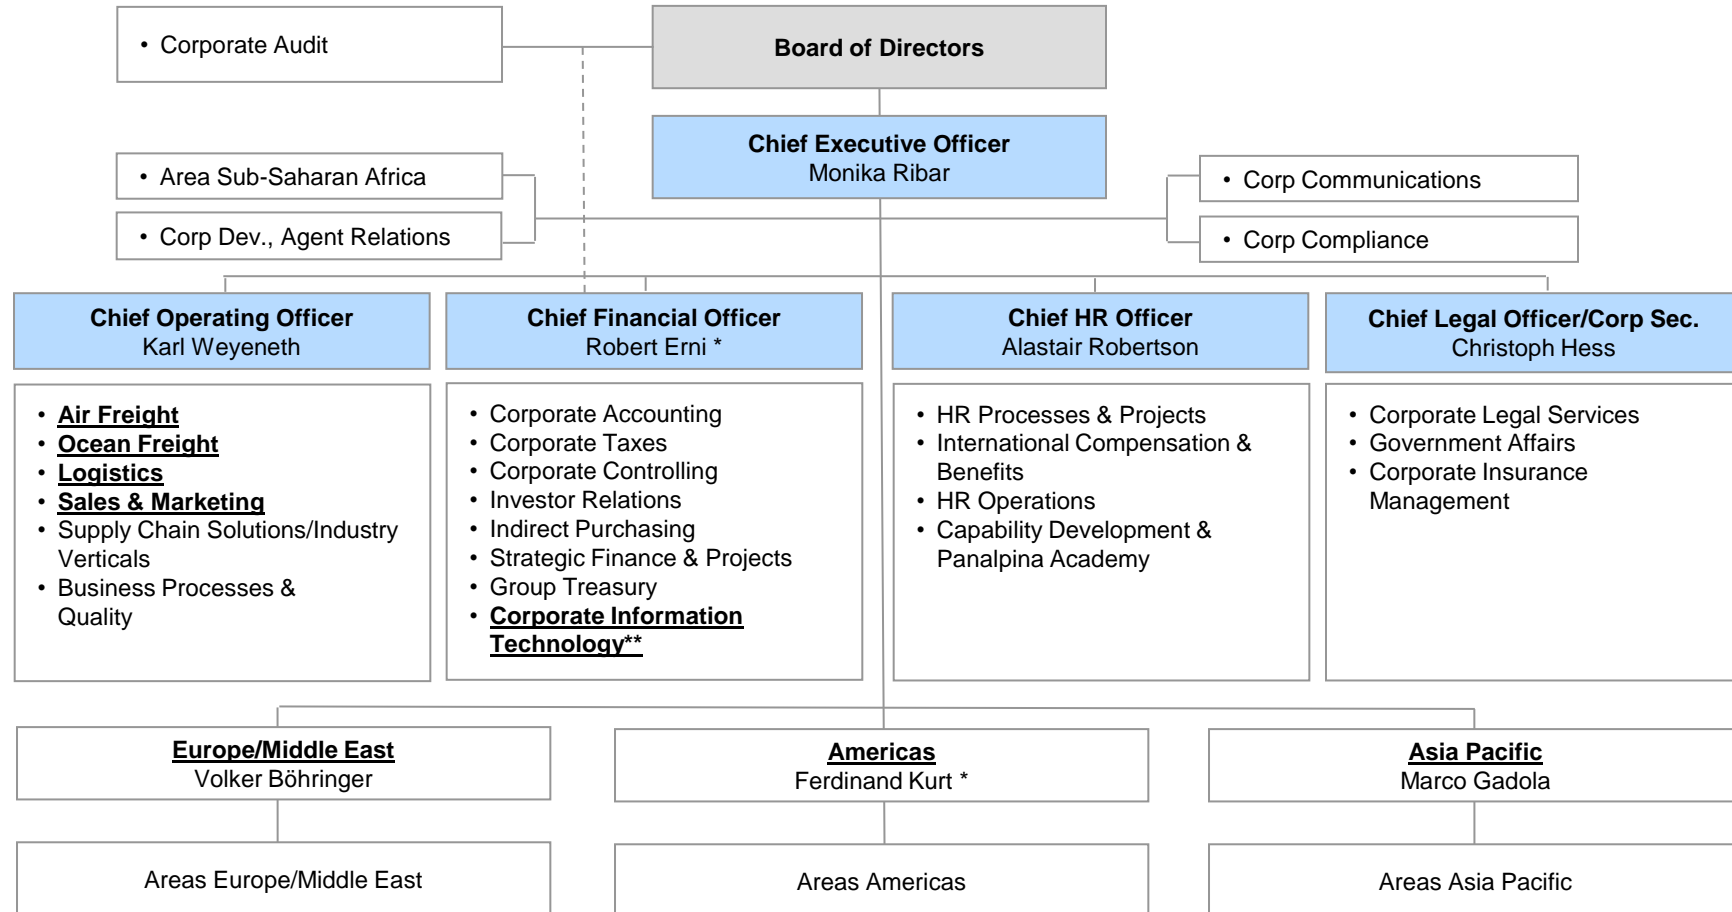 • Corporate Audit
Board of Directors
Chief Executive Officer
Monika Ribar
• Area Sub-Saharan Africa
• Corp Dev., Agent Relations
• Corp Communications
• Corp Compliance
Chief Operating Officer
Karl Weyeneth
Chief Financial Officer
Robert Erni *
Chief HR Officer
Alastair Robertson
Chief Legal Officer/Corp Sec.
Christoph Hess
• Air Freight
• Ocean Freight
• Logistics
• Sales & Marketing
• Supply Chain Solutions/Industry
Verticals
• Business Processes &
Quality
• Corporate Accounting
• Corporate Taxes
• Corporate Controlling
• Investor Relations
• Indirect Purchasing
• Strategic Finance & Projects
• Group Treasury
• Corporate Information
Technology**
• HR Processes & Projects
• International Compensation &
Benefits
• HR Operations
• Capability Development &
Panalpina Academy
• Corporate Legal Services
• Government Affairs
• Corporate Insurance
Management
Europe/Middle East
Volker Böhringer
Americas
Ferdinand Kurt *
Asia Pacific
Marco Gadola
Areas Europe/Middle East
Areas Americas
Areas Asia Pacific